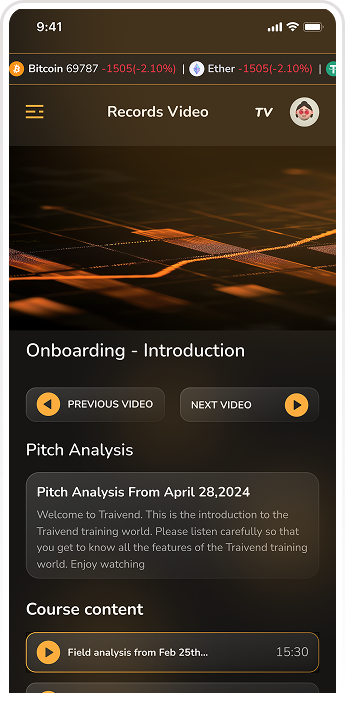 9:41
Bitcoin 69787 -1505(-2.10%) | Ether -1505(-2.10%) |
Records Video TV
Onboarding - Introduction
PREVIOUS VIDEO NEXT VIDEO
Pitch Analysis
Pitch Analysis From April 28,2024
Welcome to Traivend. This is the introduction to the
Traivend training world. Please listen carefully so that
you get to know all the features of the Traivend training
world. Enjoy watching
Course content
Field analysis from Feb 25th... 15:30